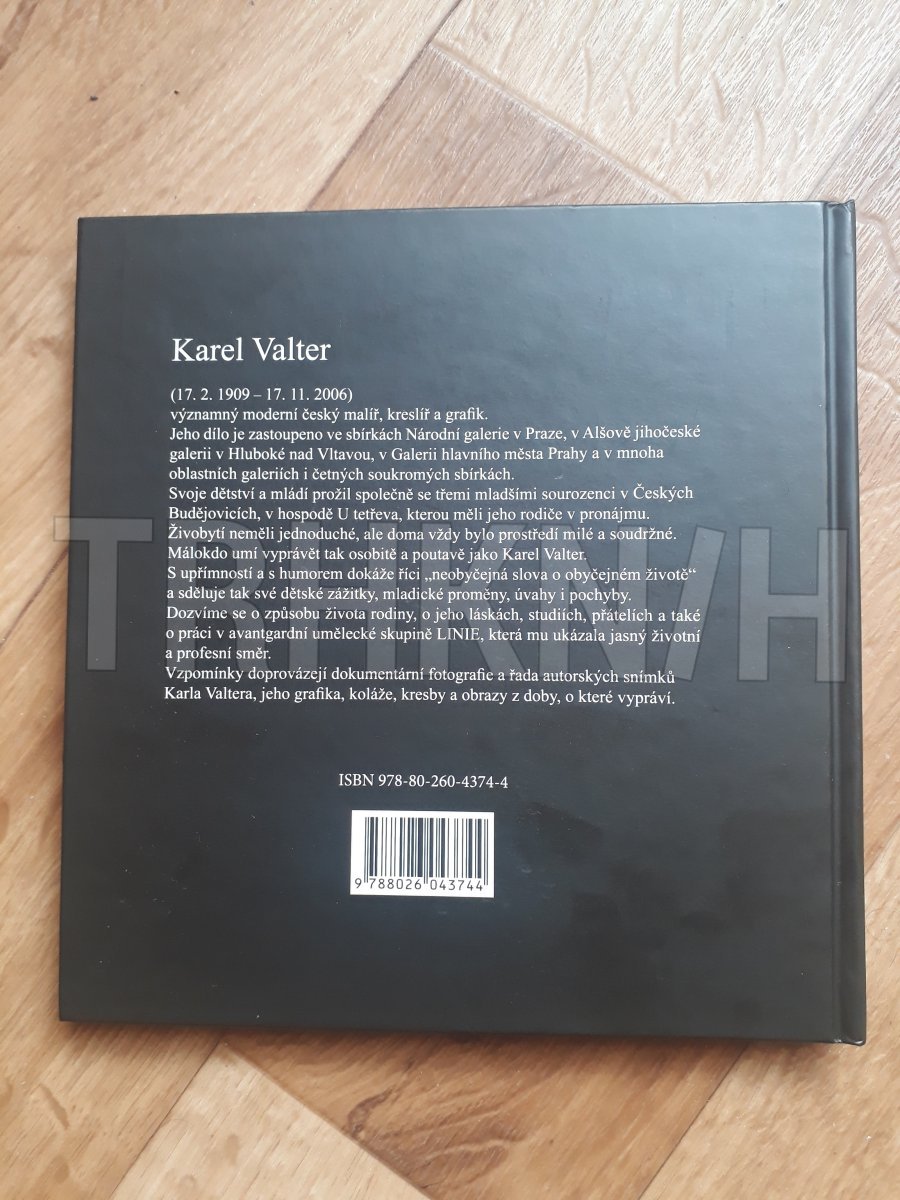 Karel Valter
(17. 2. 1909 – 17. 11. 2006)
významný moderní český malíř, kreslíř a grafik.
Jeho dílo je zastoupeno ve sbírkách Národní galerie v Praze, v Alšově jihočeské
galerii v Hluboké nad Vltavou, v Galerii hlavního města Prahy a v mnoha
oblastních galeriích i četných soukromých sbírkách.
Svoje dětství a mládí prožil společně se třemi mladšími sourozenci v Českých
Budějovicích, v hospodě U tetřeva, kterou měli jeho rodiče v pronájmu.
Živobytí neměli jednoduché, ale doma vždy bylo prostředí milé a soudržné.
Málokdo umí vyprávět tak osobitě a poutavě jako Karel Valter.
S upřímností a s humorem dokáže říci „neobyčejná slova o obyčejném životě“
a sděluje tak své dětské zážitky, mladické proměny, úvahy i pochyby.
Dozvíme se o způsobu života rodiny, o jeho láskách, studiích, přátelích a také
o práci v avantgardní umělecké skupině LINIE, která mu ukázala jasný životní
a profesní směr.
Vzpomínky doprovázejí dokumentární fotografie a řada autorských snímků
Karla Valtera, jeho grafika, koláže, kresby a obrazy z doby, o které vypráví.
TRHKNIH
ISBN 978-80-260-4374-4
9 788026 043744